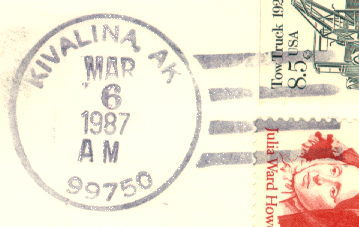 KIVALINA, AK
MAR
6
1987
AM
99750
Tow Truck 192
8.5¢ USA
Julia Ward How